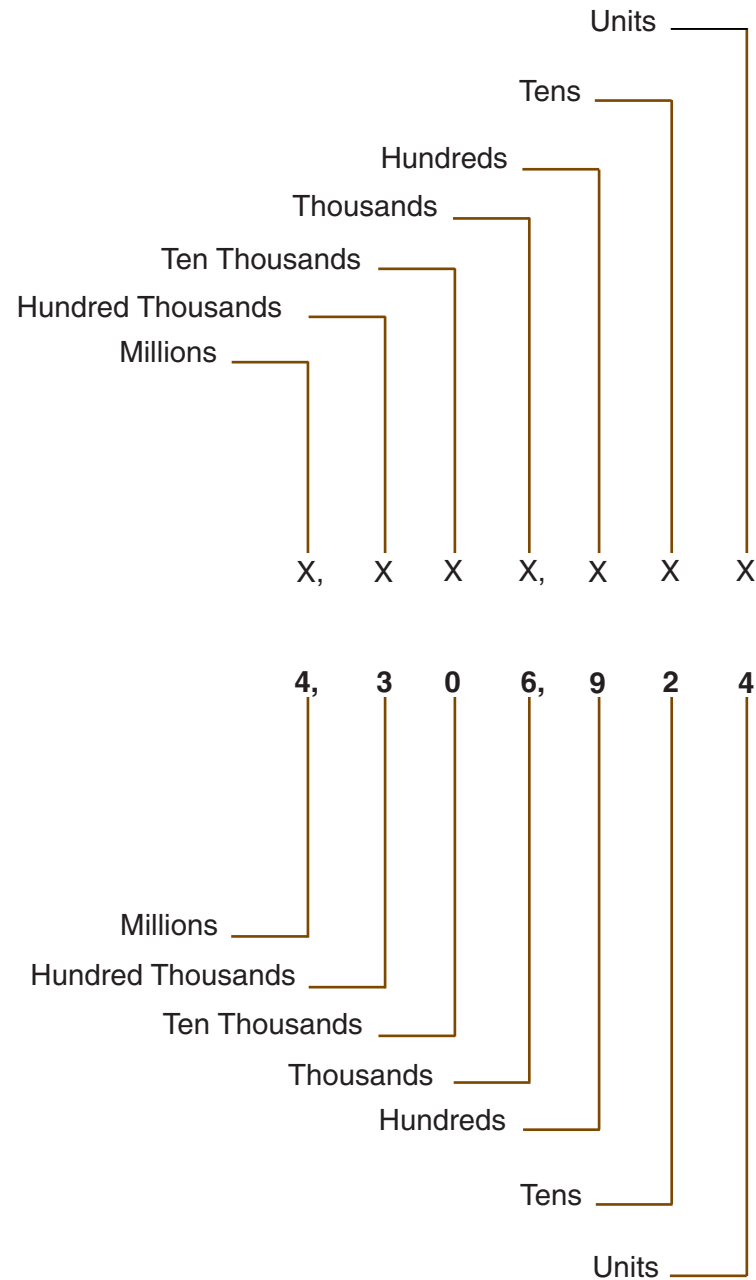 Units
Tens
Hundreds
Thousands
Ten Thousands
Hundred Thousands
Millions
X, X X X, X X X
4, 3 0 6, 9 2 4
Millions
Hundred Thousands
Ten Thousands
Thousands
Hundreds
Tens
Units